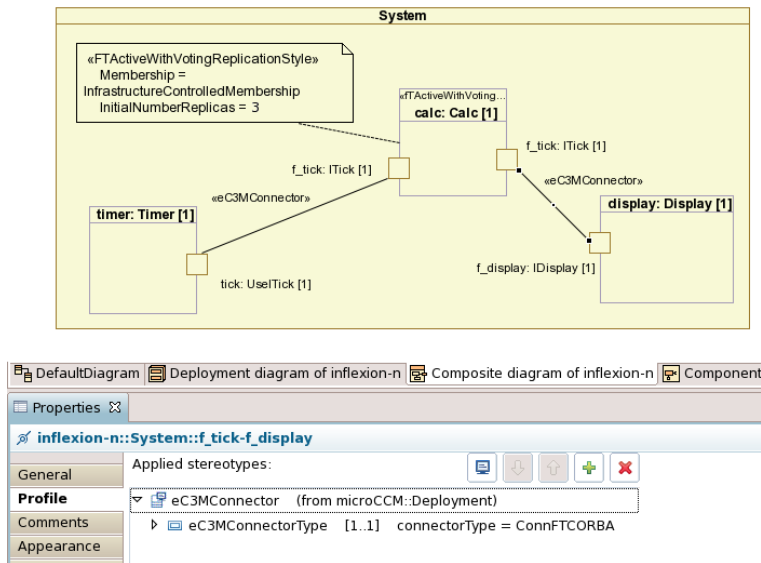 System
«FTActiveWithVotingReplicationStyle»
Membership =
InfrastructureControlledMembership
InitialNumberReplicas = 3
«fTActiveWithVoting...
calc: Calc [1]
f_tick: ITick [1]
f_tick: ITick [1]
«eC3MConnector»
«eC3MConnector»
timer: Timer [1]
display: Display [1]
tick: UseITick [1]
f_display: IDisplay [1]
DefaultDiagram Deployment diagram of inflexion-n Composite diagram of inflexion-n Component
Properties
inflexion-n::System::f_tick-f_display
General
Profile
Comments
Appearance
Applied stereotypes:
eC3MConnector (from microCCM::Deployment)
eC3MConnectorType [1..1] connectorType = ConnFTCORBA